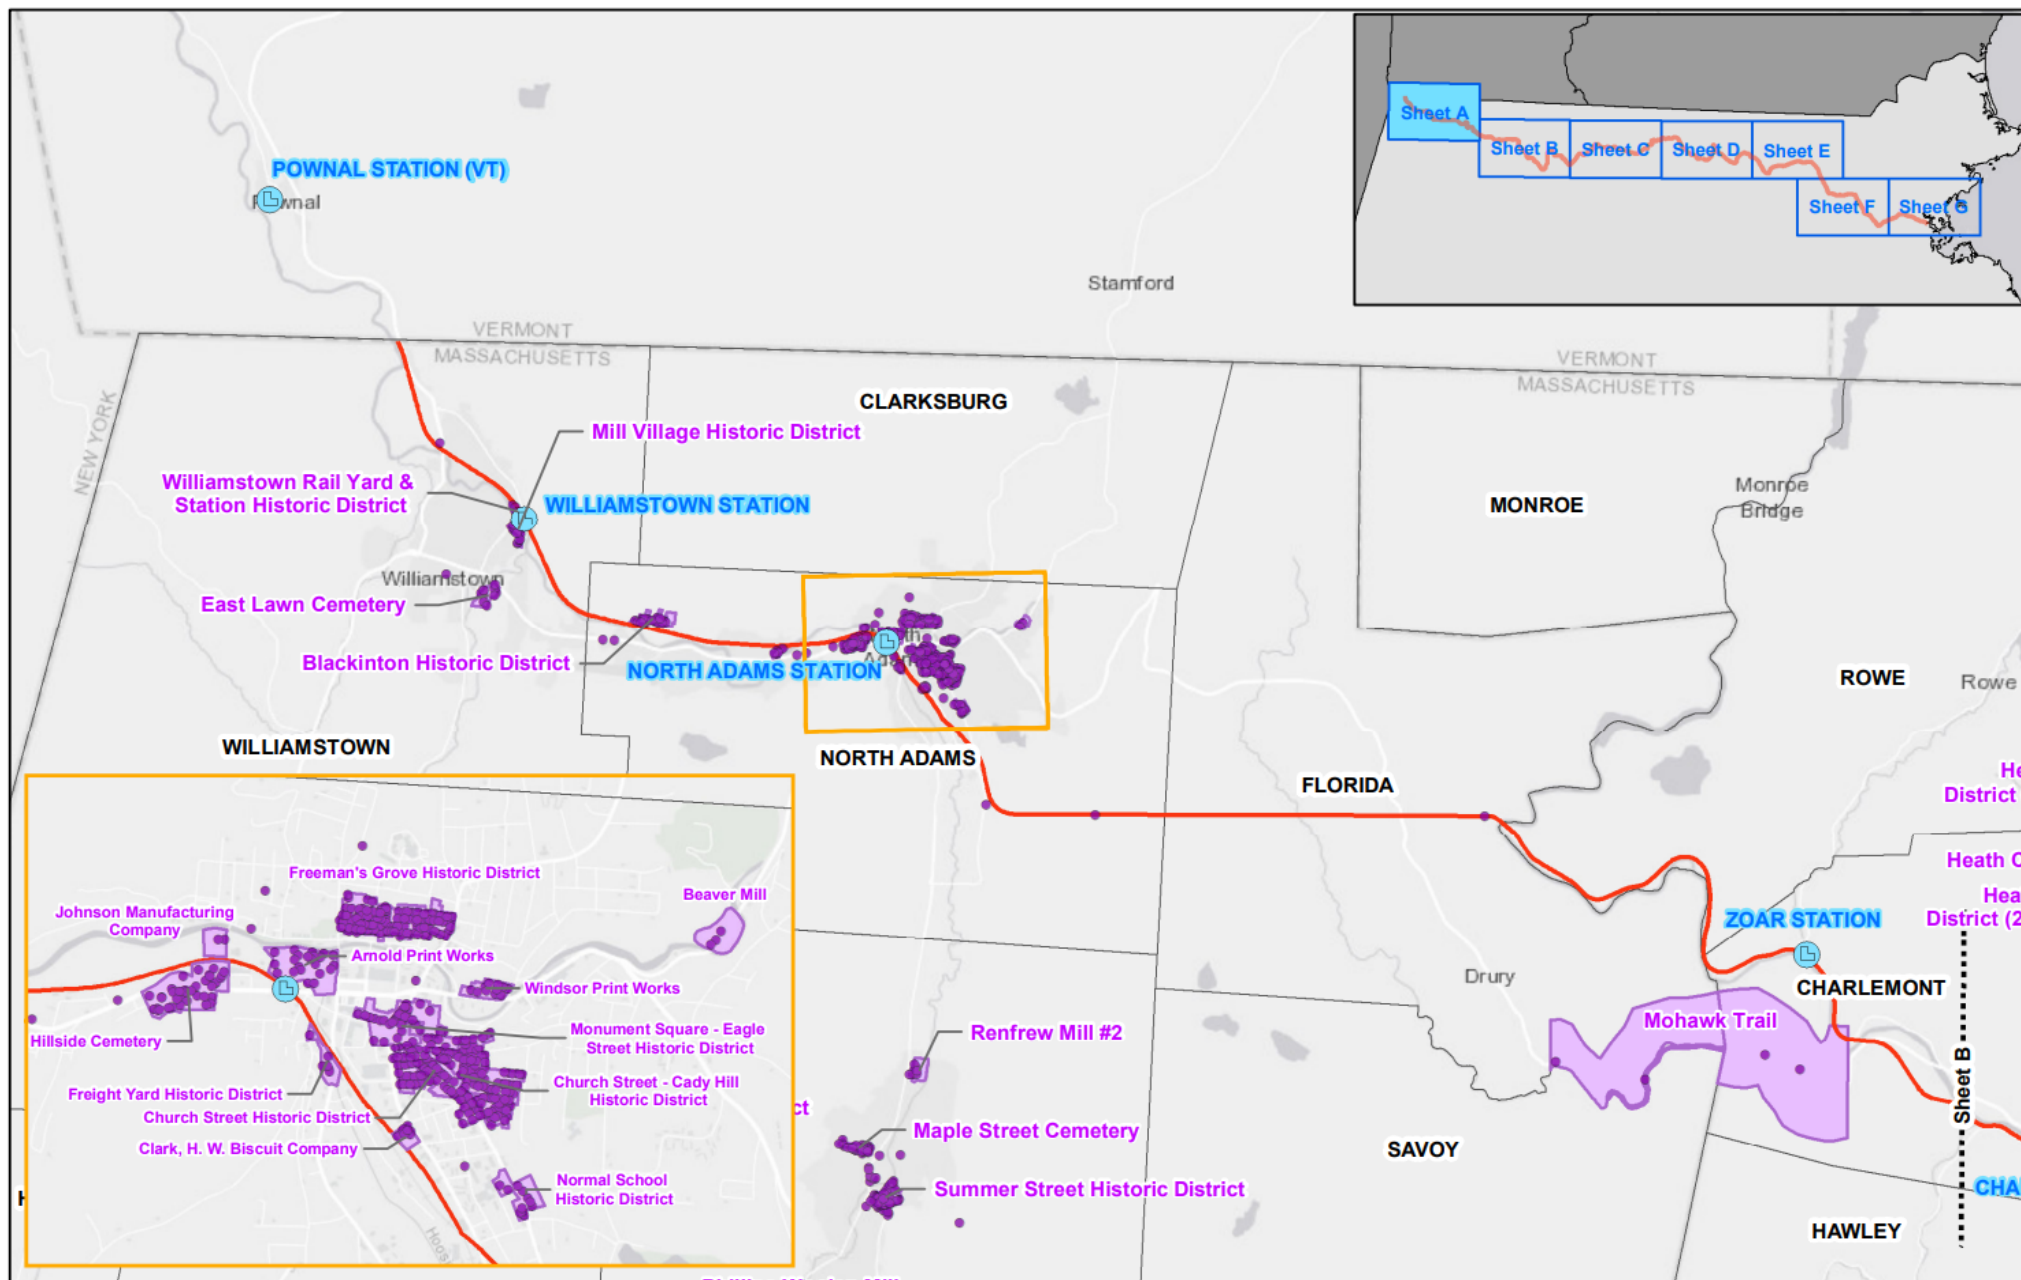 POWNAL STATION (VT)
Stamford
Sheet A
Sheet B
Sheet C
Sheet D
Sheet E
Sheet F
Sheet G
VERMONT
MASSACHUSETTS
VERMONT
MASSACHUSETTS
NEW YORK
CLARKSBURG
Mill Village Historic District
Williamstown Rail Yard &
Station Historic District
WILLIAMSTOWN STATION
MONROE
Monroe
Bridge
Williamstown
East Lawn Cemetery
Blackinton Historic District
NORTH ADAMS STATION
ROWE
Rowe
WILLIAMSTOWN
NORTH ADAMS
FLORIDA
District
Heath
District (2
ZOAR STATION
CHARLEMONT
Drury
Mohawk Trail
Renfrew Mill #2
Maple Street Cemetery
Summer Street Historic District
SAVOY
HAWLEY
Sheet B
Freeman's Grove Historic District
Beaver Mill
Johnson Manufacturing
Company
Arnold Print Works
Windsor Print Works
Hillside Cemetery
Monument Square - Eagle
Street Historic District
Church Street - Cady Hill
Historic District
Freight Yard Historic District
Church Street Historic District
Clark, H. W. Biscuit Company
Normal School
Historic District